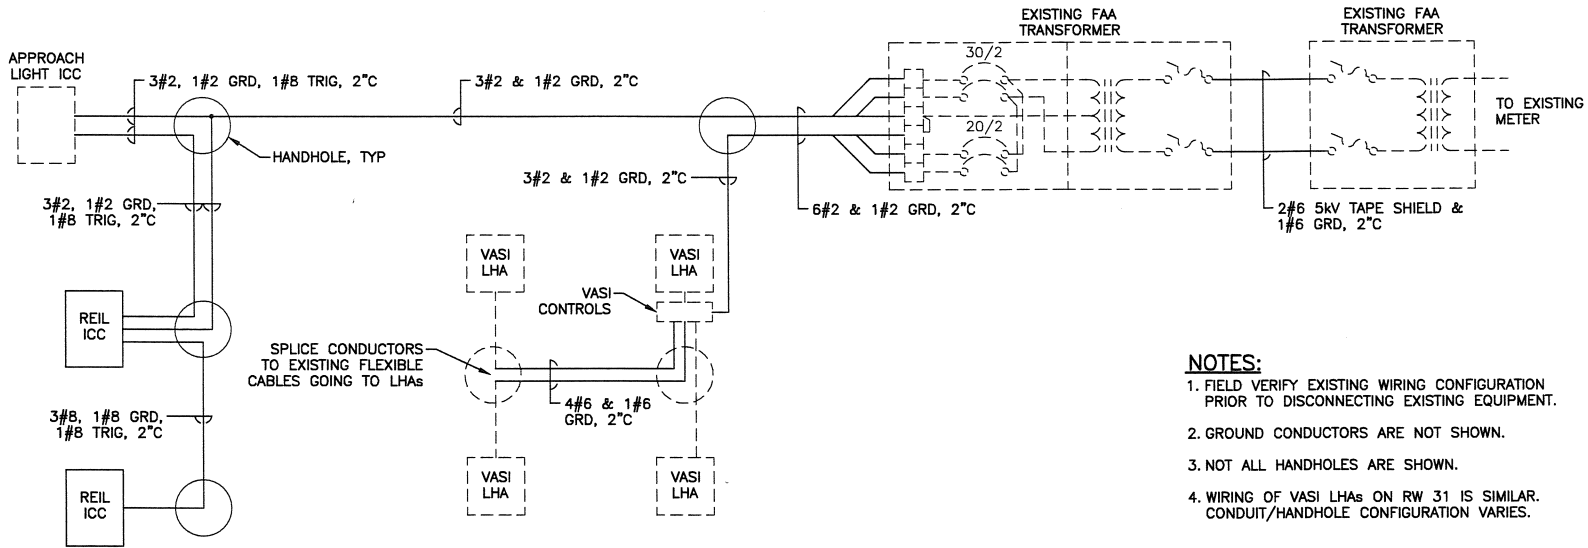 EXISTING FAA
TRANSFORMER
EXISTING FAA
TRANSFORMER
APPROACH
LIGHT ICC
3#2, 1#2 GRD, 1#8 TRIG, 2"C
3#2 & 1#2 GRD, 2"C
30/2
20/2
TO EXISTING
METER
HANDHOLE, TYP
3#2 & 1#2 GRD, 2"C
6#2 & 1#2 GRD, 2"C
2#6 5kV TAPE SHIELD &
1#6 GRD, 2"C
3#2, 1#2 GRD,
1#8 TRIG, 2"C
VASI
LHA
VASI
LHA
VASI
CONTROLS
REIL
ICC
SPLICE CONDUCTORS
TO EXISTING FLEXIBLE
CABLES GOING TO LHAs
4#6 & 1#6
GRD, 2"C
3#8, 1#8 GRD,
1#8 TRIG, 2"C
REIL
ICC
VASI
LHA
VASI
LHA
NOTES:
1. FIELD VERIFY EXISTING WIRING CONFIGURATION
PRIOR TO DISCONNECTING EXISTING EQUIPMENT.
2. GROUND CONDUCTORS ARE NOT SHOWN.
3. NOT ALL HANDHOLES ARE SHOWN.
4. WIRING OF VASI LHAs ON RW 31 IS SIMILAR.
CONDUIT/HANDHOLE CONFIGURATION VARIES.